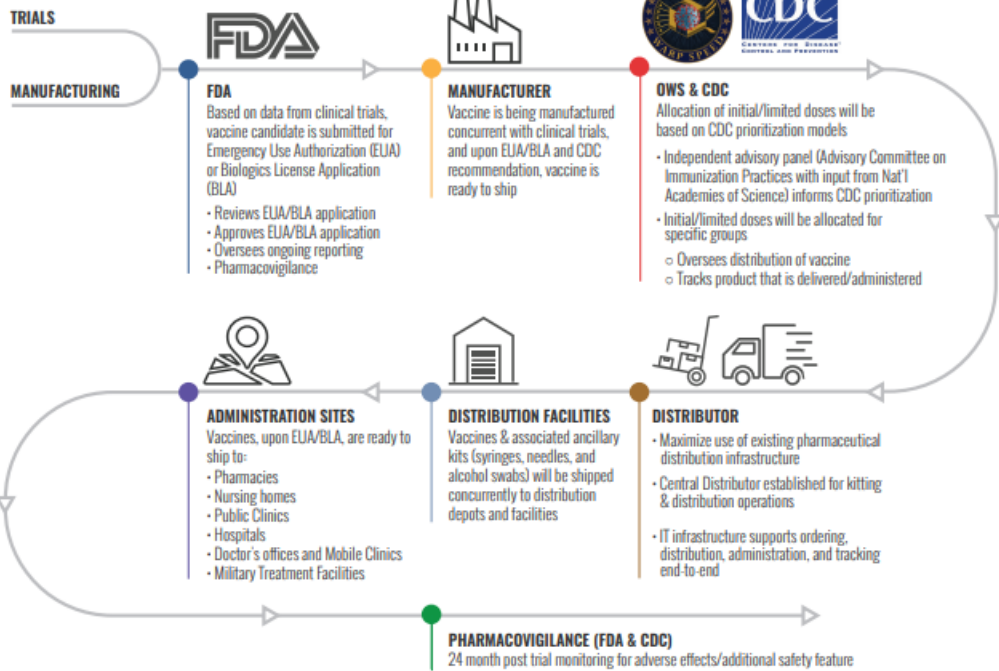 TRIALS
MANUFACTURING
FDA
FDA
Based on data from clinical trials,
vaccine candidate is submitted for
Emergency Use Authorization (EUA)
or Biologics License Application
(BLA)
• Reviews EUA/BLA application
• Approves EUA/BLA application
• Oversees ongoing reporting
• Pharmacovigilance
MANUFACTURER
Vaccine is being manufactured
concurrent with clinical trials,
and upon EUA/BLA and CDC
recommendation, vaccine is
ready to ship
WARP SPEED
CDC
CENTERS FOR DISEASE
CONTROL AND PREVENTION
OWS & CDC
Allocation of initial/limited doses will be
based on CDC prioritization models
• Independent advisory panel (Advisory Committee on
Immunization Practices with input from Nat'l
Academies of Science) informs CDC prioritization
• Initial/limited doses will be allocated for
specific groups
○ Oversees distribution of vaccine
○ Tracks product that is delivered/administered
ADMINISTRATION SITES
Vaccines, upon EUA/BLA, are ready to
ship to:
• Pharmacies
• Nursing homes
• Public Clinics
• Hospitals
• Doctor's offices and Mobile Clinics
• Military Treatment Facilities
DISTRIBUTION FACILITIES
Vaccines & associated ancillary
kits (syringes, needles, and
alcohol swabs) will be shipped
concurrently to distribution
depots and facilities
DISTRIBUTOR
• Maximize use of existing pharmaceutical
distribution infrastructure
• Central Distributor established for kitting
& distribution operations
• IT infrastructure supports ordering,
distribution, administration, and tracking
end-to-end
PHARMACOVIGILANCE (FDA & CDC)
24 month post trial monitoring for adverse effects/additional safety feature